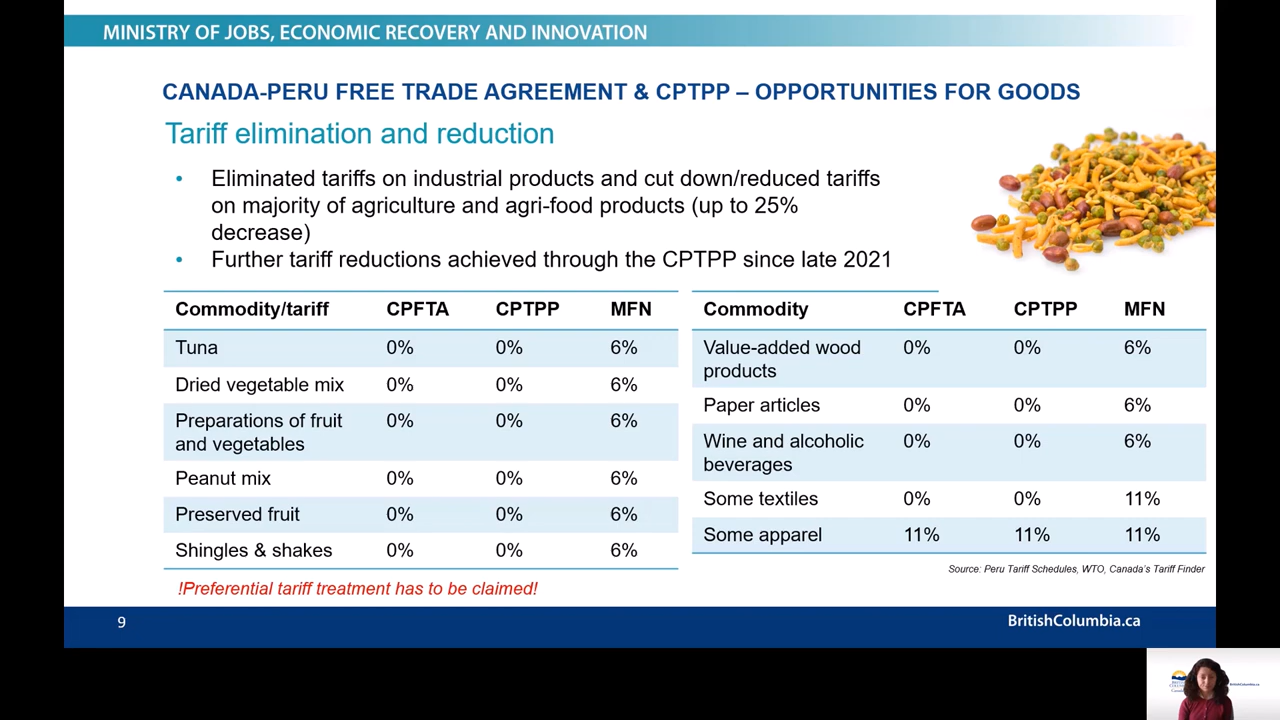 MINISTRY OF JOBS, ECONOMIC RECOVERY AND INNOVATION
CANADA-PERU FREE TRADE AGREEMENT & CPTPP – OPPORTUNITIES FOR GOODS
Tariff elimination and reduction
• Eliminated tariffs on industrial products and cut down/reduced tariffs
on majority of agriculture and agri-food products (up to 25%
decrease)
• Further tariff reductions achieved through the CPTPP since late 2021
Commodity/tariff CPFTA CPTPP MFN
Tuna 0% 0% 6%
Dried vegetable mix 0% 0% 6%
Preparations of fruit 0% 0% 6%
and vegetables
Peanut mix 0% 0% 6%
Preserved fruit 0% 0% 6%
Shingles & shakes 0% 0% 6%
!Preferential tariff treatment has to be claimed!
Commodity CPFTA CPTPP MFN
Value-added wood 0% 0% 6%
products
Paper articles 0% 0% 6%
Wine and alcoholic 0% 0% 6%
beverages
Some textiles 0% 0% 11%
Some apparel 11% 11% 11%
Source: Peru Tariff Schedules, WTO, Canada's Tariff Finder
9
BritishColumbia.ca